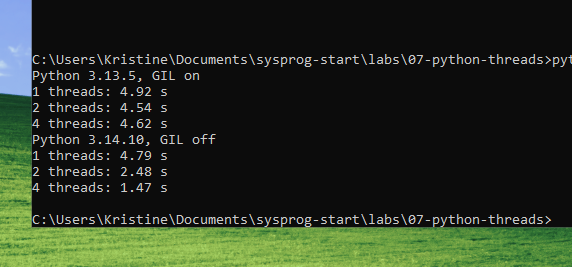 C:\Users\Kristine\Documents\sysprog-start\labs\07-python-threads>
Python 3.13.5, GIL on
1 threads: 4.92 s
2 threads: 4.54 s
4 threads: 4.62 s
Python 3.14.10, GIL off
1 threads: 4.79 s
2 threads: 2.48 s
4 threads: 1.47 s
C:\Users\Kristine\Documents\sysprog-start\labs\07-python-threads>